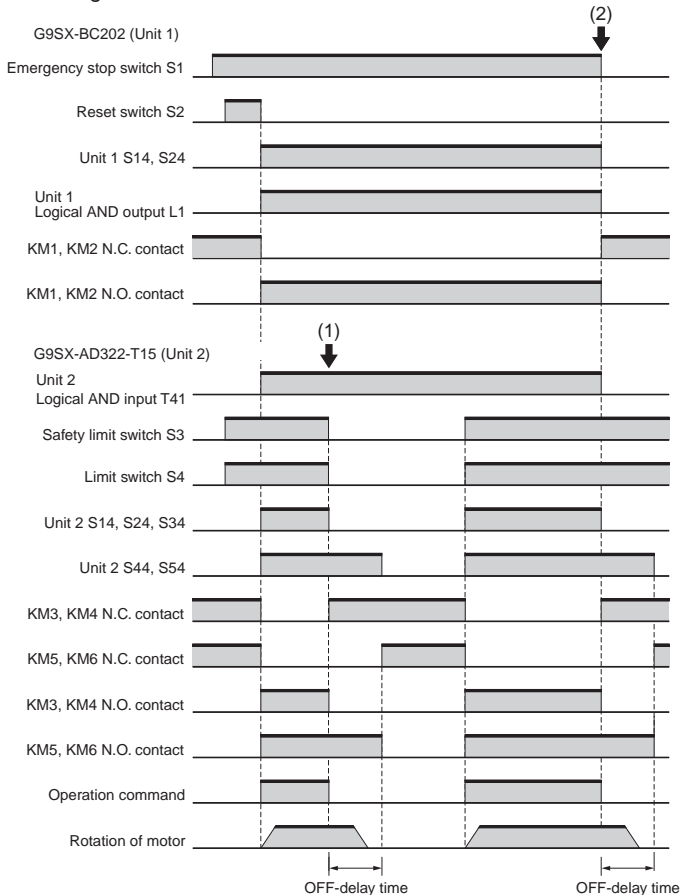 (2)
G9SX-BC202 (Unit 1)
Emergency stop switch S1
Reset switch S2
Unit 1 S14, S24
Unit 1
Logical AND output L1
KM1, KM2 N.C. contact
KM1, KM2 N.O. contact
(1)
G9SX-AD322-T15 (Unit 2)
Unit 2
Logical AND input T41
Safety limit switch S3
Limit switch S4
Unit 2 S14, S24, S34
Unit 2 S44, S54
KM3, KM4 N.C. contact
KM5, KM6 N.C. contact
KM3, KM4 N.O. contact
KM5, KM6 N.O. contact
Operation command
Rotation of motor
OFF-delay time OFF-delay time